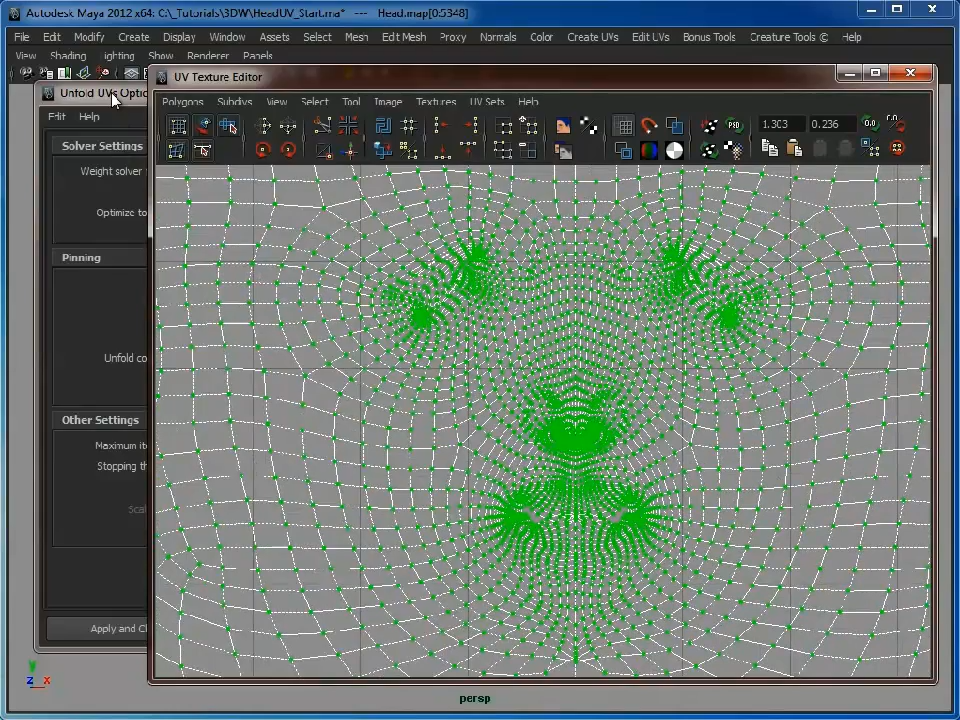 Autodesk Maya 2012 x64: C:\_Tutorials\3DW\HeadUV_Start.ma* --- Head.map[0:5348]
File Edit Modify Create Display Window Assets Select Mesh Edit Mesh Proxy Normals Color Create UVs Edit UVs Bonus Tools Creature Tools © Help
View Shading Lighting Show Renderer Panels
UV Texture Editor
Unfold UVs Optio
Polygons Subdivs View Select Tool Image Textures UV Sets Help
Edit Help
1.303 0.236
Solver Settings
Weight solver
Optimize to
Pinning
Unfold co
Other Settings
Maximum ite
Stopping th
Scal
Apply and Cl
y
z x
persp